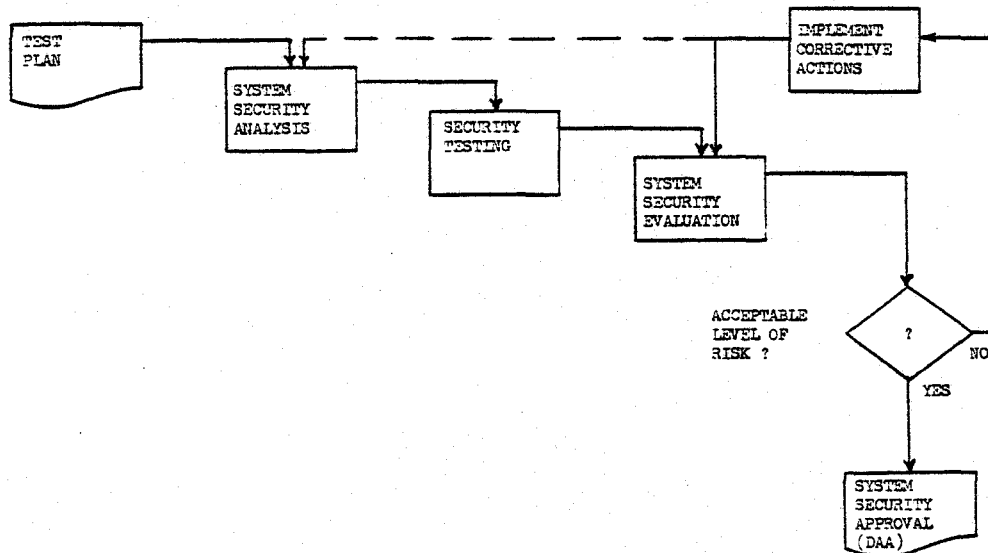 TEST
PLAN
IMPLEMENT
CORRECTIVE
ACTIONS
SYSTEM
SECURITY
ANALYSIS
SECURITY
TESTING
SYSTEM
SECURITY
EVALUATION
ACCEPTABLE
LEVEL OF
RISK ?
?
NO
YES
SYSTEM
SECURITY
APPROVAL
(DAA)